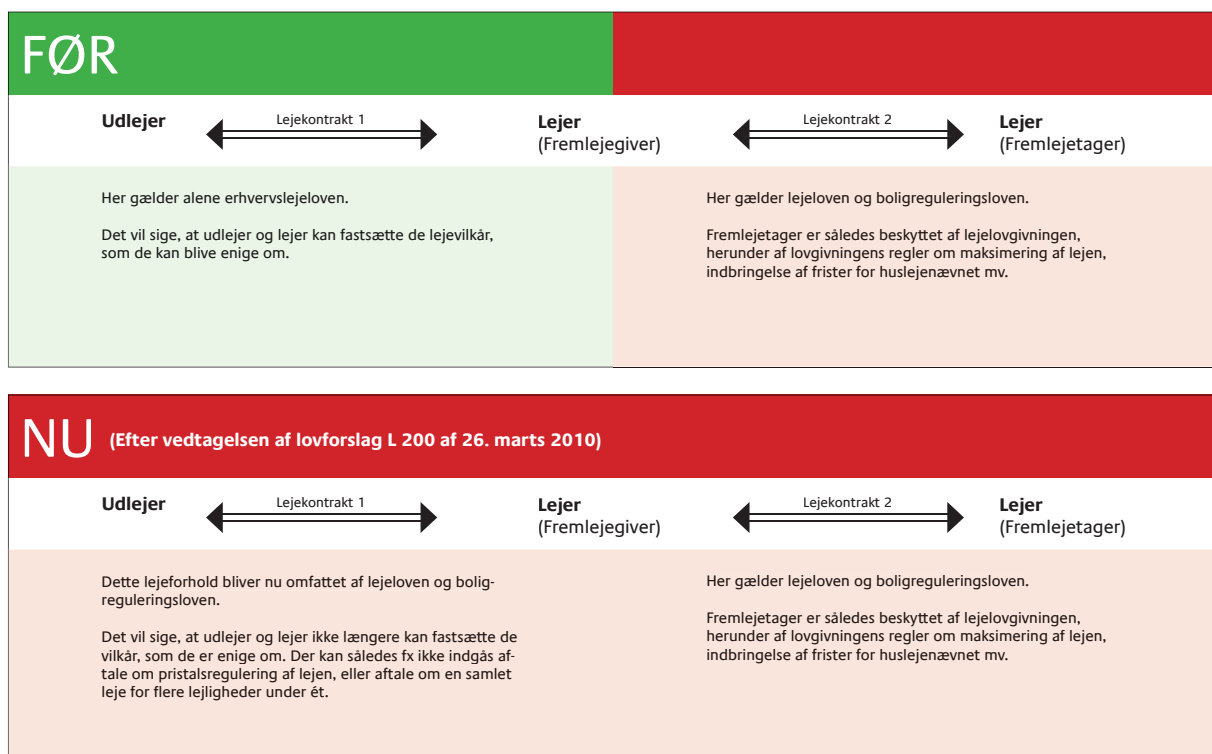 FØR
Udlejer
Lejekontrakt 1
Lejer
(Fremlejegiver)
Lejekontrakt 2
Lejer
(Fremlejetager)
Her gælder alene erhvervslejeloven.
Det vil sige, at udlejer og lejer kan fastsætte de lejevilkår,
som de kan blive enige om.
Her gælder lejeloven og boligreguleringsloven.
Fremlejetager er således beskyttet af lejelovgivningen,
herunder af lovgivningens regler om maksimering af lejen,
indbringelse af frister for huslejenævnet mv.
NU (Efter vedtagelsen af lovforslag L 200 af 26. marts 2010)
Udlejer
Lejekontrakt 1
Lejer
(Fremlejegiver)
Lejekontrakt 2
Lejer
(Fremlejetager)
Dette lejeforhold bliver nu omfattet af lejeloven og bolig-
reguleringsloven.
Det vil sige, at udlejer og lejer ikke længere kan fastsætte de
vilkår, som de er enige om. Der kan således fx ikke indgås af-
tale om pristalsregulering af lejen, eller aftale om en samlet
leje for flere lejligheder under ét.
Her gælder lejeloven og boligreguleringsloven.
Fremlejetager er således beskyttet af lejelovgivningen,
herunder af lovgivningens regler om maksimering af lejen,
indbringelse af frister for huslejenævnet mv.